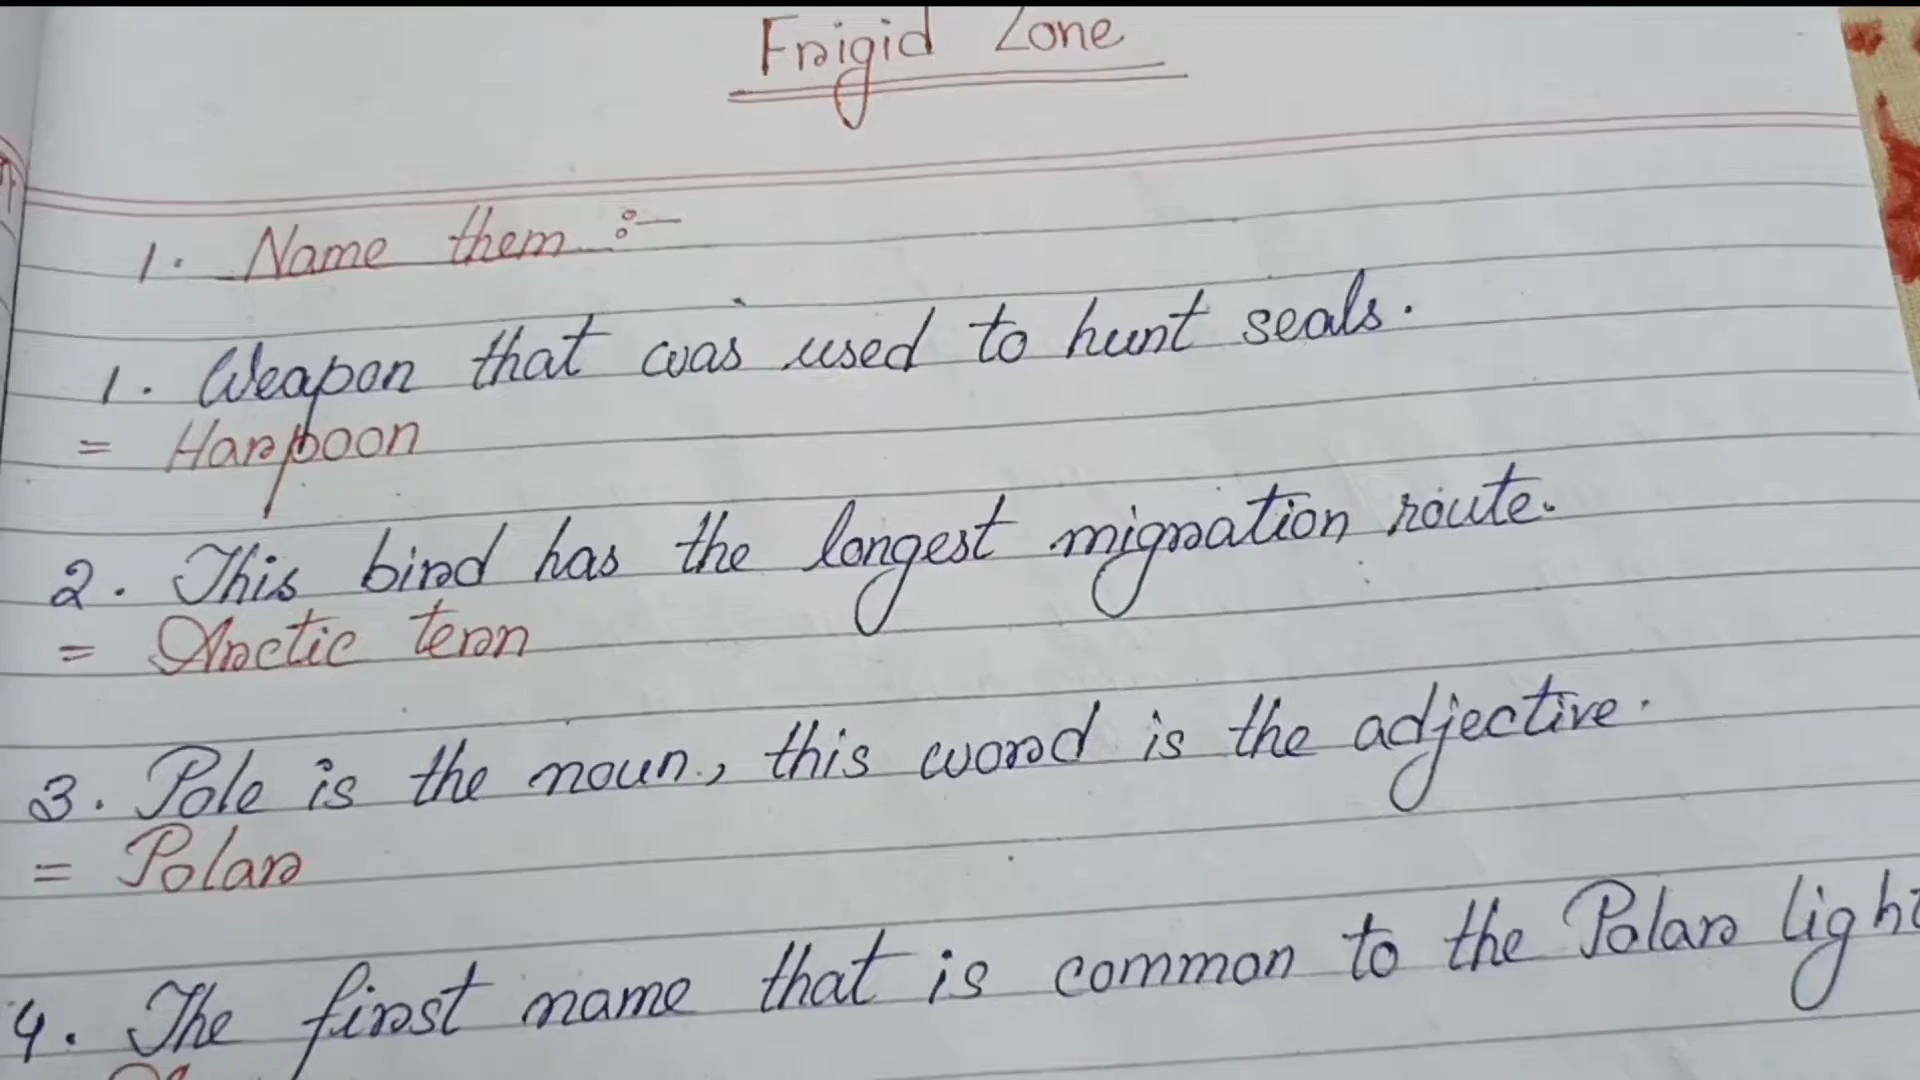 Frigid Zone
1. Name them :-
1. Weapon that was used to hunt seals.
= Harpoon
2. This bird has the longest migration route.
= Arctic tern
3. Pole is the noun, this word is the adjective.
= Polar
4. The first name that is common to the Polar light